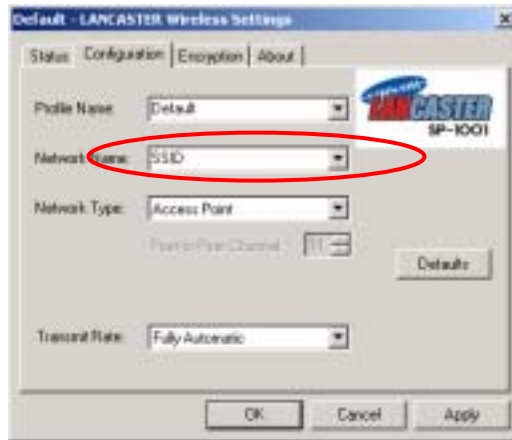 Default - LANCASTER Wireless Settings
Status Configuration Encryption About
Profile Name: Default
LANCASTER
SP-1001
Network Name: SSID
Network Type: Access Point
Peer-to-Peer Channel 11
Defaults
Transmit Rate: Fully Automatic
OK Cancel Apply